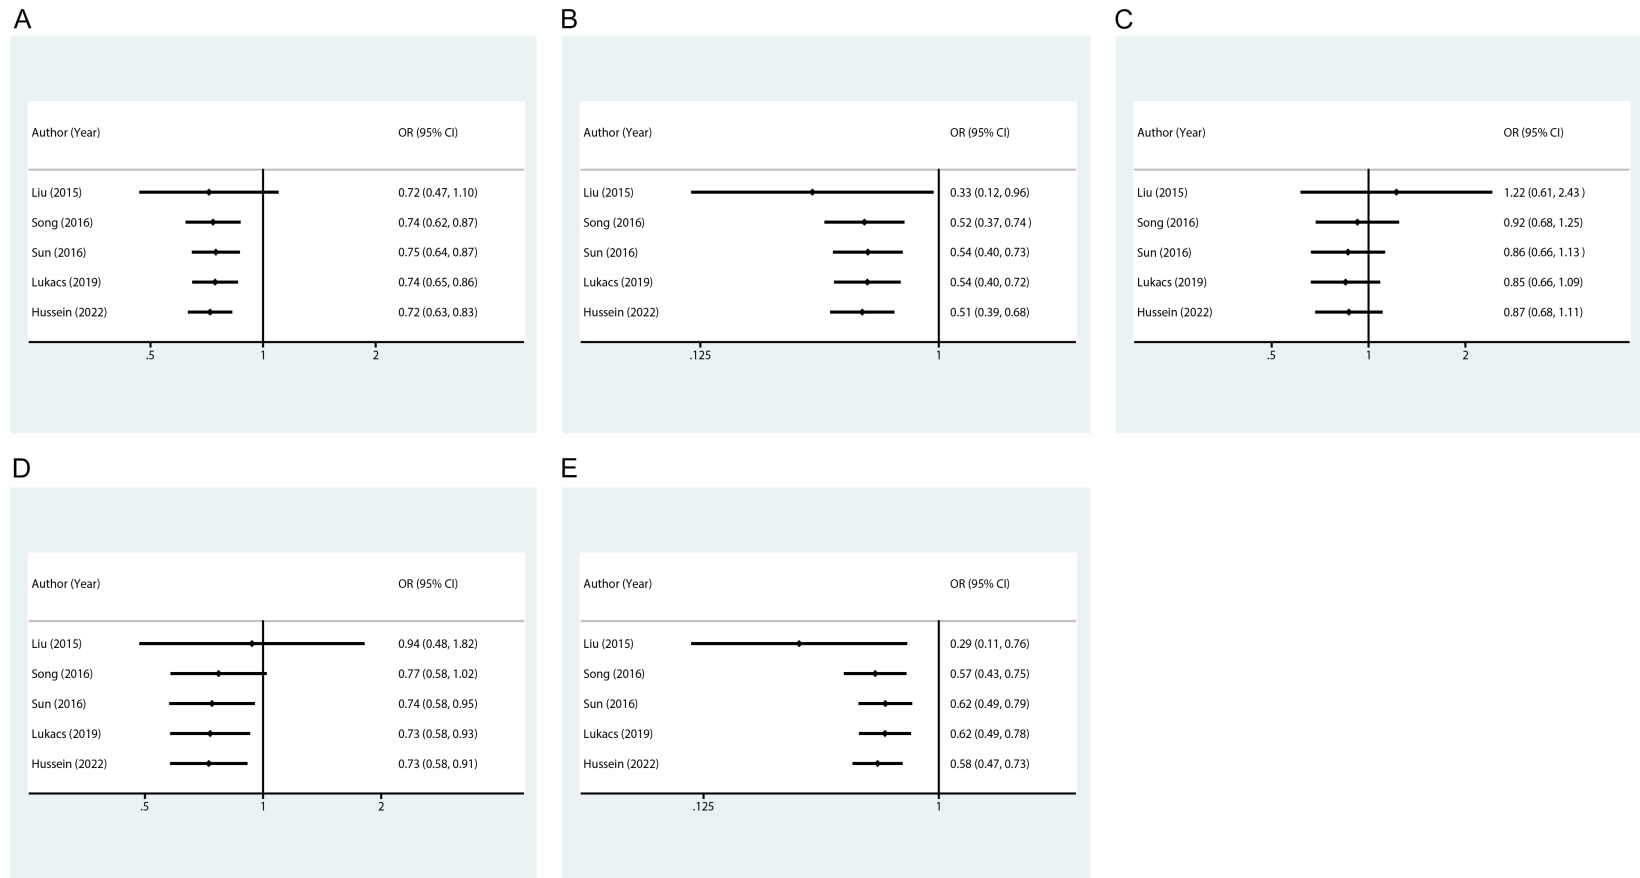 A
Author (Year) OR (95% CI)
Liu (2015) 0.72 (0.47, 1.10)
Song (2016) 0.74 (0.62, 0.87)
Sun (2016) 0.75 (0.64, 0.87)
Lukacs (2019) 0.74 (0.65, 0.86)
Hussein (2022) 0.72 (0.63, 0.83)
.5 1 2
B
Author (Year) OR (95% CI)
Liu (2015) 0.33 (0.12, 0.96)
Song (2016) 0.52 (0.37, 0.74 )
Sun (2016) 0.54 (0.40, 0.73)
Lukacs (2019) 0.54 (0.40, 0.72)
Hussein (2022) 0.51 (0.39, 0.68)
.125 1
C
Author (Year) OR (95% CI)
Liu (2015) 1.22 (0.61, 2.43 )
Song (2016) 0.92 (0.68, 1.25)
Sun (2016) 0.86 (0.66, 1.13 )
Lukacs (2019) 0.85 (0.66, 1.09)
Hussein (2022) 0.87 (0.68, 1.11)
.5 1 2
D
Author (Year) OR (95% CI)
Liu (2015) 0.94 (0.48, 1.82)
Song (2016) 0.77 (0.58, 1.02)
Sun (2016) 0.74 (0.58, 0.95)
Lukacs (2019) 0.73 (0.58, 0.93)
Hussein (2022) 0.73 (0.58, 0.91)
.5 1 2
E
Author (Year) OR (95% CI)
Liu (2015) 0.29 (0.11, 0.76)
Song (2016) 0.57 (0.43, 0.75)
Sun (2016) 0.62 (0.49, 0.79)
Lukacs (2019) 0.62 (0.49, 0.78)
Hussein (2022) 0.58 (0.47, 0.73)
.125 1